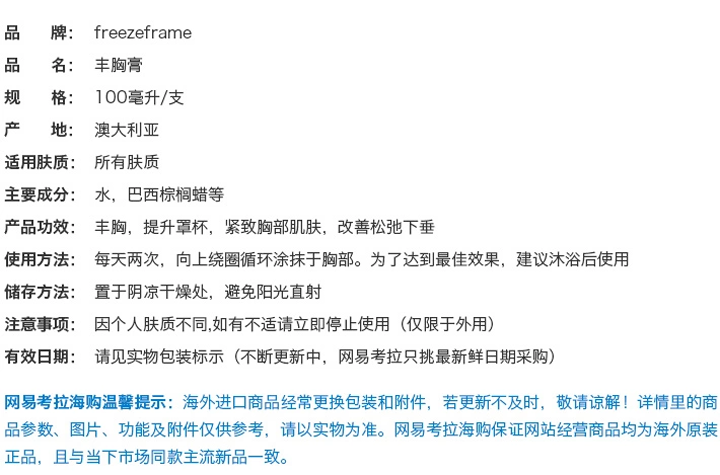 品　　牌： freezeframe
品　　名： 丰胸膏
规　　格： 100毫升/支
产　　地： 澳大利亚
适用肤质： 所有肤质
主要成分： 水，巴西棕榈蜡等
产品功效： 丰胸，提升罩杯，紧致胸部肌肤，改善松弛下垂
使用方法： 每天两次，向上绕圈循环涂抹于胸部。为了达到最佳效果，建议沐浴后使用
储存方法： 置于阴凉干燥处，避免阳光直射
注意事项： 因个人肤质不同,如有不适请立即停止使用（仅限于外用）
有效日期： 请见实物包装标示（不断更新中，网易考拉只挑最新鲜日期采购）
网易考拉海购温馨提示：海外进口商品经常更换包装和附件，若更新不及时，敬请谅解！详情里的商
品参数、图片、功能及附件仅供参考，请以实物为准。网易考拉海购保证网站经营商品均为海外原装
正品，且与当下市场同款主流新品一致。